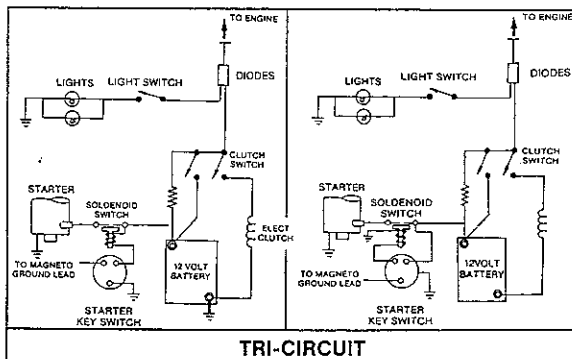 TO ENGINE
DIODES
LIGHTS
LIGHT SWITCH
CLUTCH
SWITCH
STARTER
SOLDENOID
SWITCH
ELECT
CLUTCH
12 VOLT
BATTERY
TO MAGNETO
GROUND LEAD
STARTER
KEY SWITCH
TO ENGINE
DIODES
LIGHTS
LIGHT SWITCH
CLUTCH
SWITCH
STARTER
SOLDENOID
SWITCH
12VOLT
BATTERY
TO MAGNETO
GROUND LEAD
STARTER
KEY SWITCH
TRI-CIRCUIT